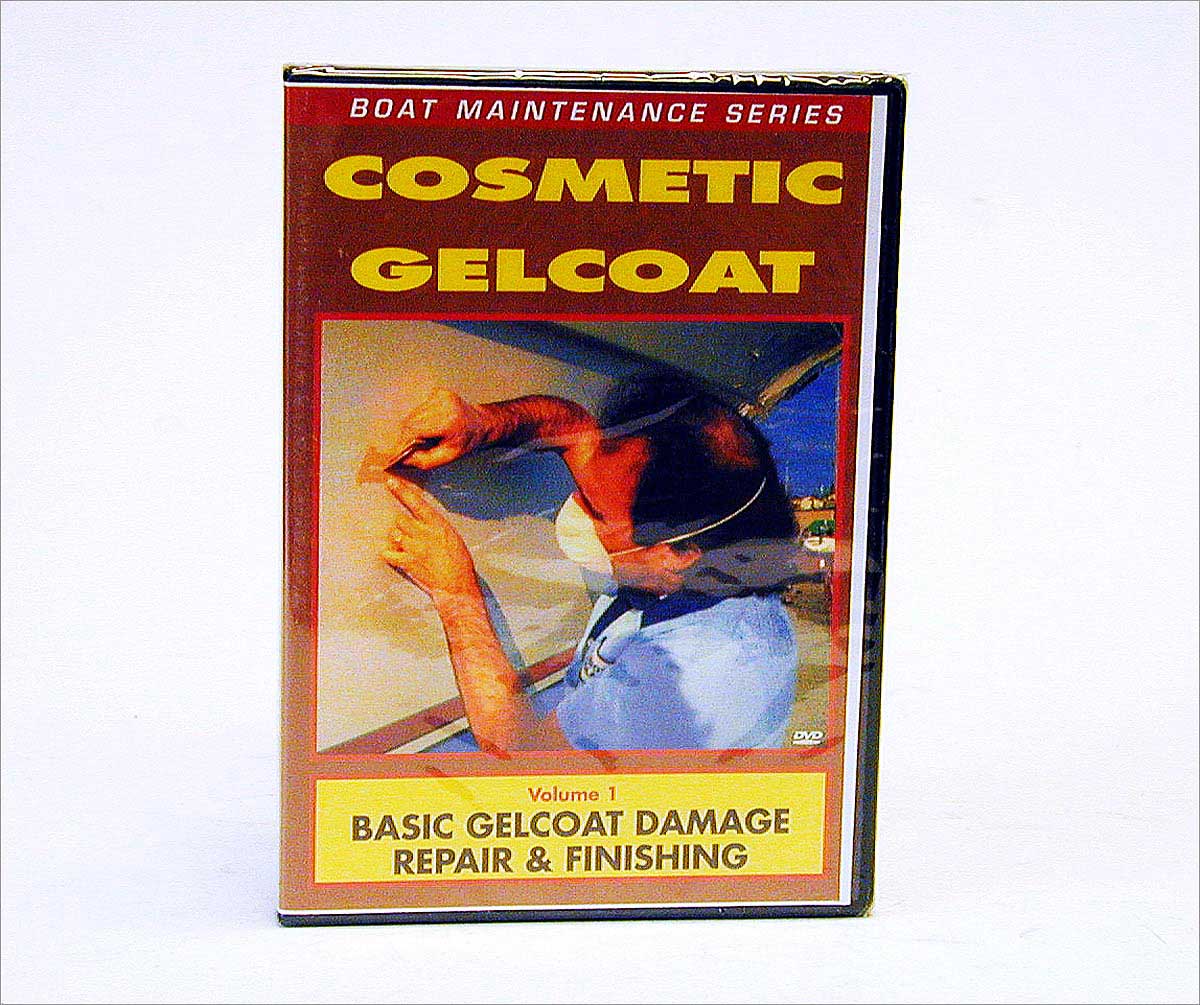 BOAT MAINTENANCE SERIES
COSMETIC
GELCOAT
DVD
Volume 1
BASIC GELCOAT DAMAGE
REPAIR & FINISHING